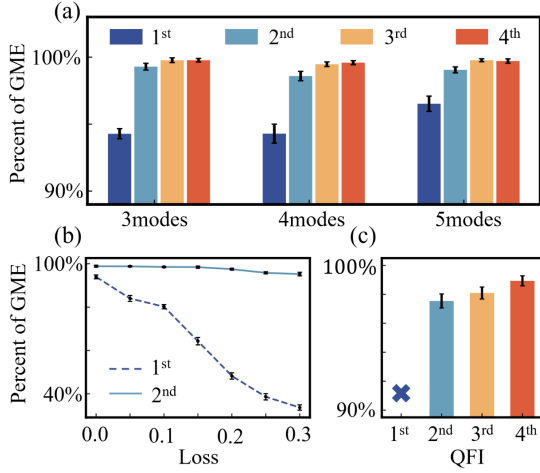 (a)
1st 2nd 3rd 4th
100%
90%
Percent of GME
3modes 4modes 5modes
(b)
100%
40%
Percent of GME
1st
2nd
0.0 0.1 0.2 0.3
Loss
(c)
100%
90%
1st 2nd 3rd 4th
QFI